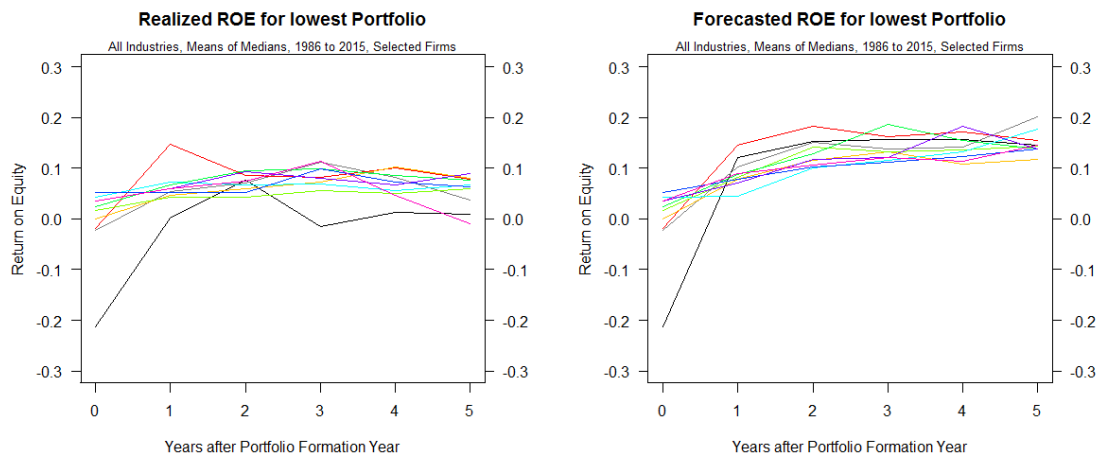 Realized ROE for lowest Portfolio
All Industries, Means of Medians, 1986 to 2015, Selected Firms
0.3
0.2
0.1
0.0
-0.1
-0.2
-0.3
Return on Equity
0.3
0.2
0.1
0.0
-0.1
-0.2
-0.3
0 1 2 3 4 5
Years after Portfolio Formation Year
Forecasted ROE for lowest Portfolio
All Industries, Means of Medians, 1986 to 2015, Selected Firms
0.3
0.2
0.1
0.0
-0.1
-0.2
-0.3
Return on Equity
0.3
0.2
0.1
0.0
-0.1
-0.2
-0.3
0 1 2 3 4 5
Years after Portfolio Formation Year